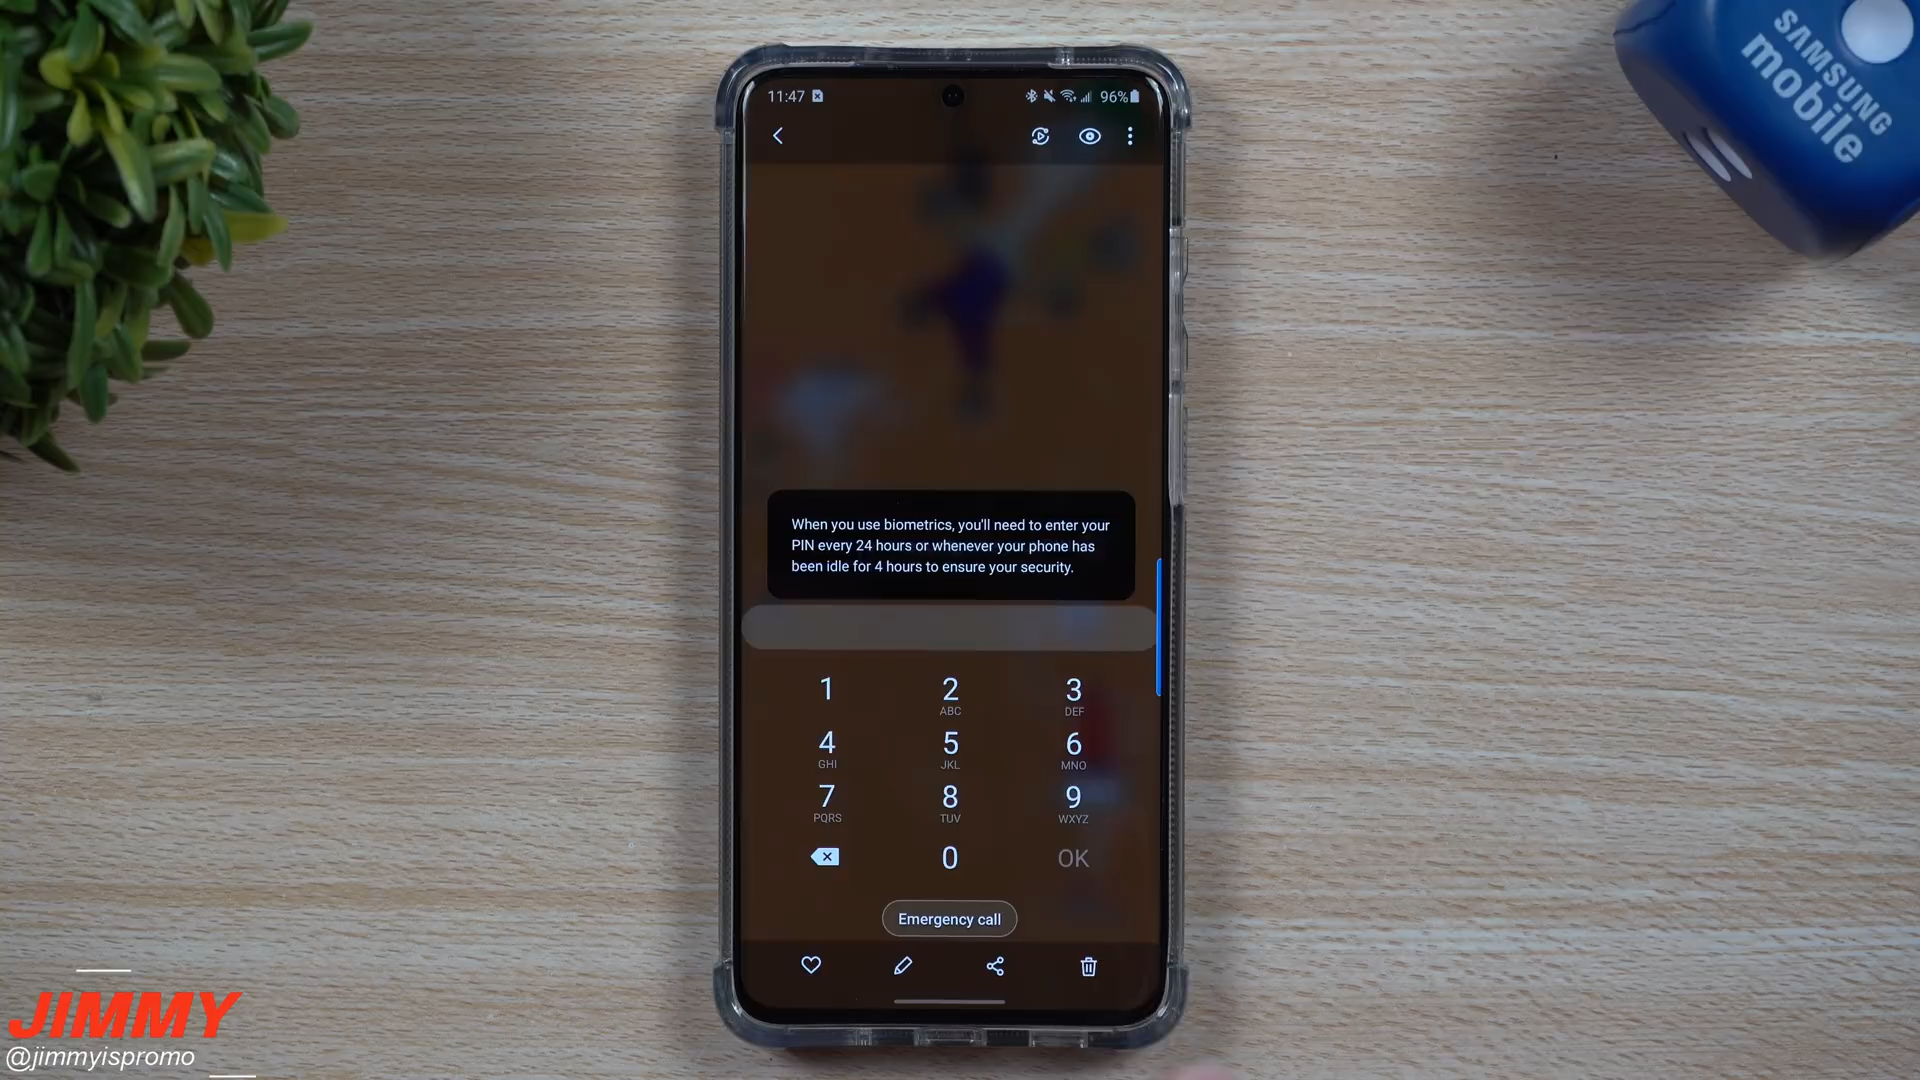 SAMSUNG
mobile
11:47
96%
When you use biometrics, you'll need to enter your
PIN every 24 hours or whenever your phone has
been idle for 4 hours to ensure your security.
1 2 3
ABC DEF
4 5 6
GHI JKL MNO
7 8 9
PQRS TUV WXYZ
0 OK
Emergency call
JIMMY
@jimmyispromo